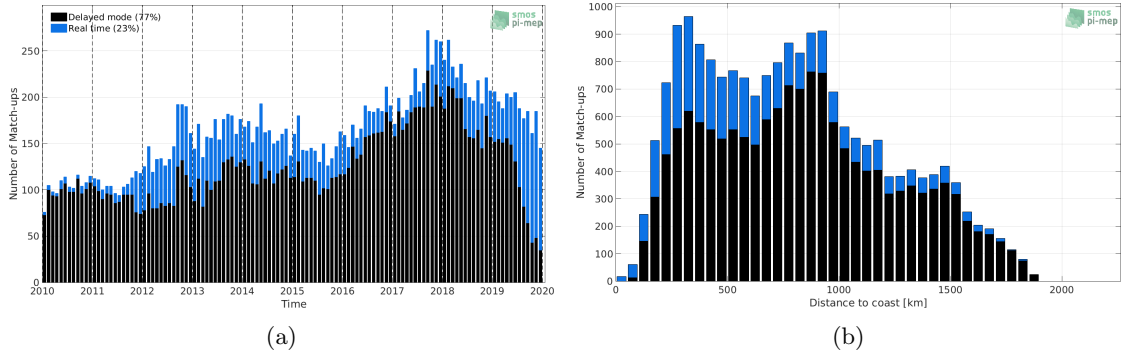 Delayed mode (77%)
Real time (23%)
smos
pi-mep
Number of Match-ups
250
200
150
100
50
0
2010 2011 2012 2013 2014 2015 2016 2017 2018 2019 2020
Time
(a)
smos
pi-mep
Number of Match-ups
1000
900
800
700
600
500
400
300
200
100
0
0 500 1000 1500 2000
Distance to coast [km]
(b)